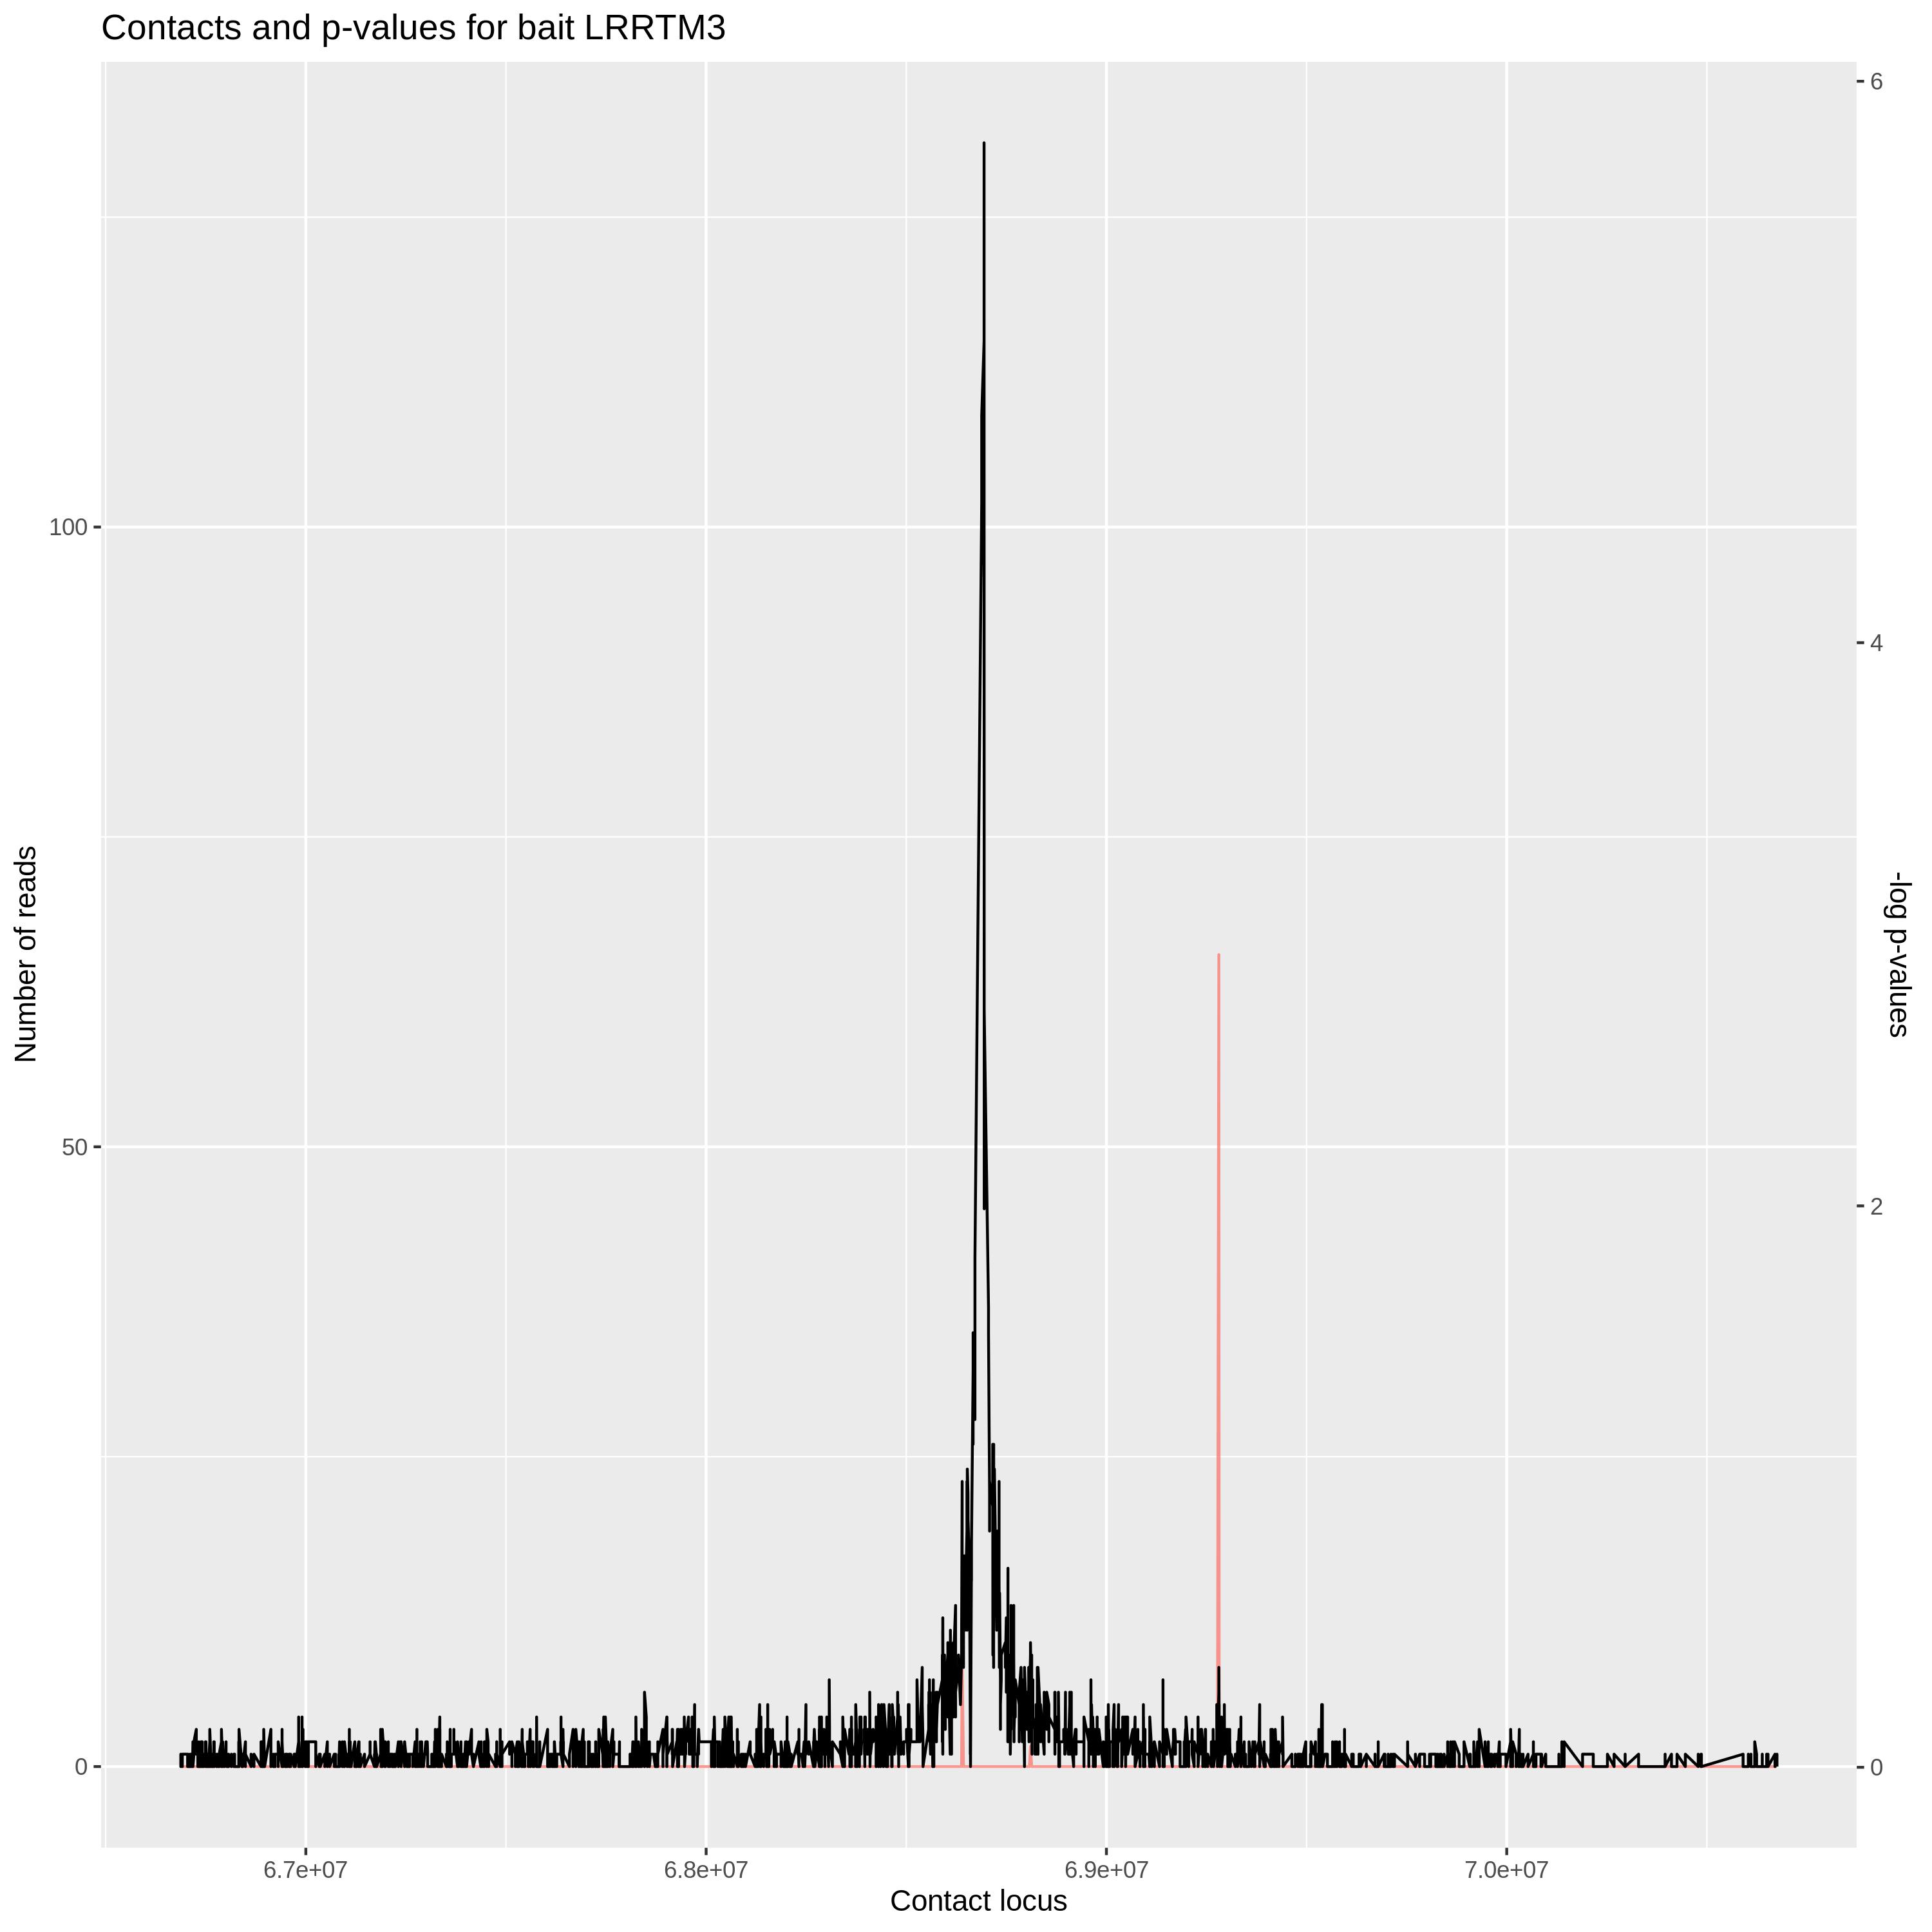 Contacts and p-values for bait LRRTM3
6
100
4
Number of reads
-log p-values
50
2
0
0
6.7e+07
6.8e+07
6.9e+07
7.0e+07
Contact locus